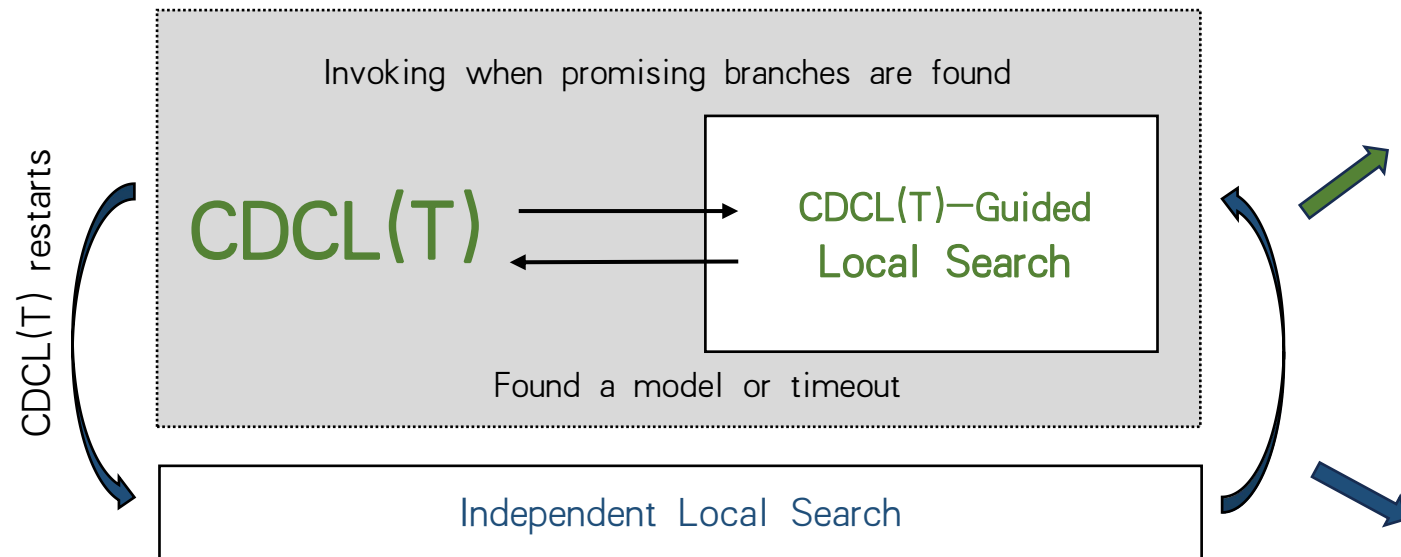 Invoking when promising branches are found
CDCL(T) restarts
CDCL(T)
CDCL(T)–Guided
Local Search
Found a model or timeout
Independent Local Search